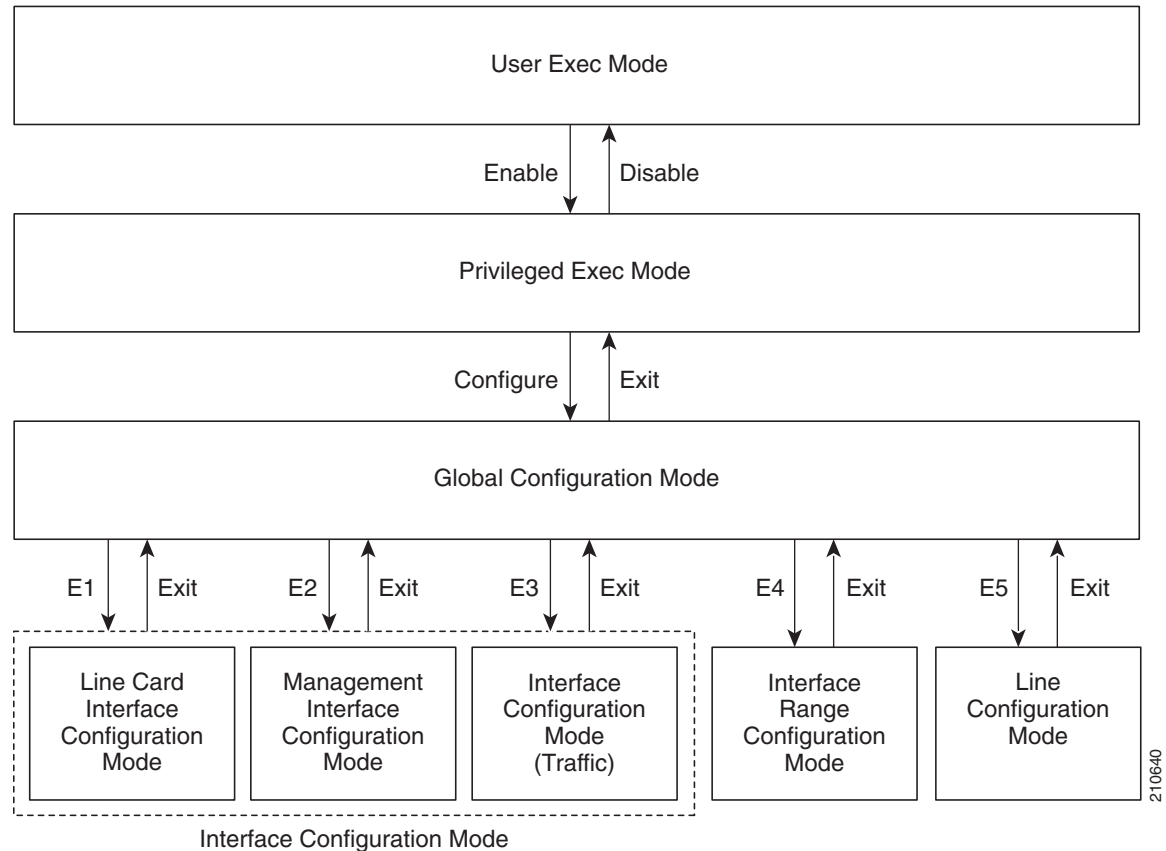 User Exec Mode
Enable
Disable
Privileged Exec Mode
Configure
Exit
Global Configuration Mode
E1
Exit
E2
Exit
E3
Exit
E4
Exit
E5
Exit
Line Card
Interface
Configuration
Mode
Management
Interface
Configuration
Mode
Interface
Configuration
Mode
(Traffic)
Interface
Range
Configuration
Mode
Line
Configuration
Mode
Interface Configuration Mode
210640